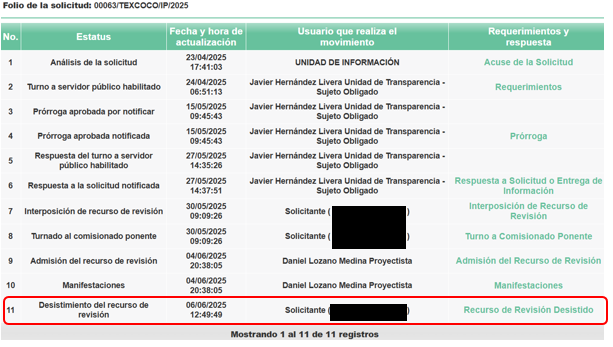 Folio de la solicitud: 00063/TEXCOCO/IP/2025
No. Estatus Fecha y hora de actualización Usuario que realiza el movimiento Requerimientos y respuesta
1 Análisis de la solicitud 23/04/2025 17:41:03 UNIDAD DE INFORMACIÓN Acuse de la Solicitud
2 Turno a servidor público habilitado 24/04/2025 06:51:13 Javier Hernández Livera Unidad de Transparencia - Sujeto Obligado Requerimientos
3 Prórroga aprobada por notificar 15/05/2025 09:45:43 Javier Hernández Livera Unidad de Transparencia - Sujeto Obligado
4 Prórroga aprobada notificada 15/05/2025 09:45:43 Javier Hernández Livera Unidad de Transparencia - Sujeto Obligado Prórroga
5 Respuesta del turno a servidor público habilitado 27/05/2025 14:35:26 Javier Hernández Livera Unidad de Transparencia - Sujeto Obligado
6 Respuesta a la solicitud notificada 27/05/2025 14:37:51 Javier Hernández Livera Unidad de Transparencia - Sujeto Obligado Respuesta a Solicitud o Entrega de Información
7 Interposición de recurso de revisión 30/05/2025 09:09:26 Solicitante ( ) Interposición de Recurso de Revisión
8 Turnado al comisionado ponente 30/05/2025 09:09:26 Solicitante ( ) Turno a Comisionado Ponente
9 Admisión del recurso de revisión 04/06/2025 20:38:05 Daniel Lozano Medina Proyectista Admisión del Recurso de Revisión
10 Manifestaciones 04/06/2025 20:38:05 Daniel Lozano Medina Proyectista Manifestaciones
11 Desistimiento del recurso de revisión 06/06/2025 12:49:49 Solicitante ( ) Recurso de Revisión Desistido
Mostrando 1 al 11 de 11 registros